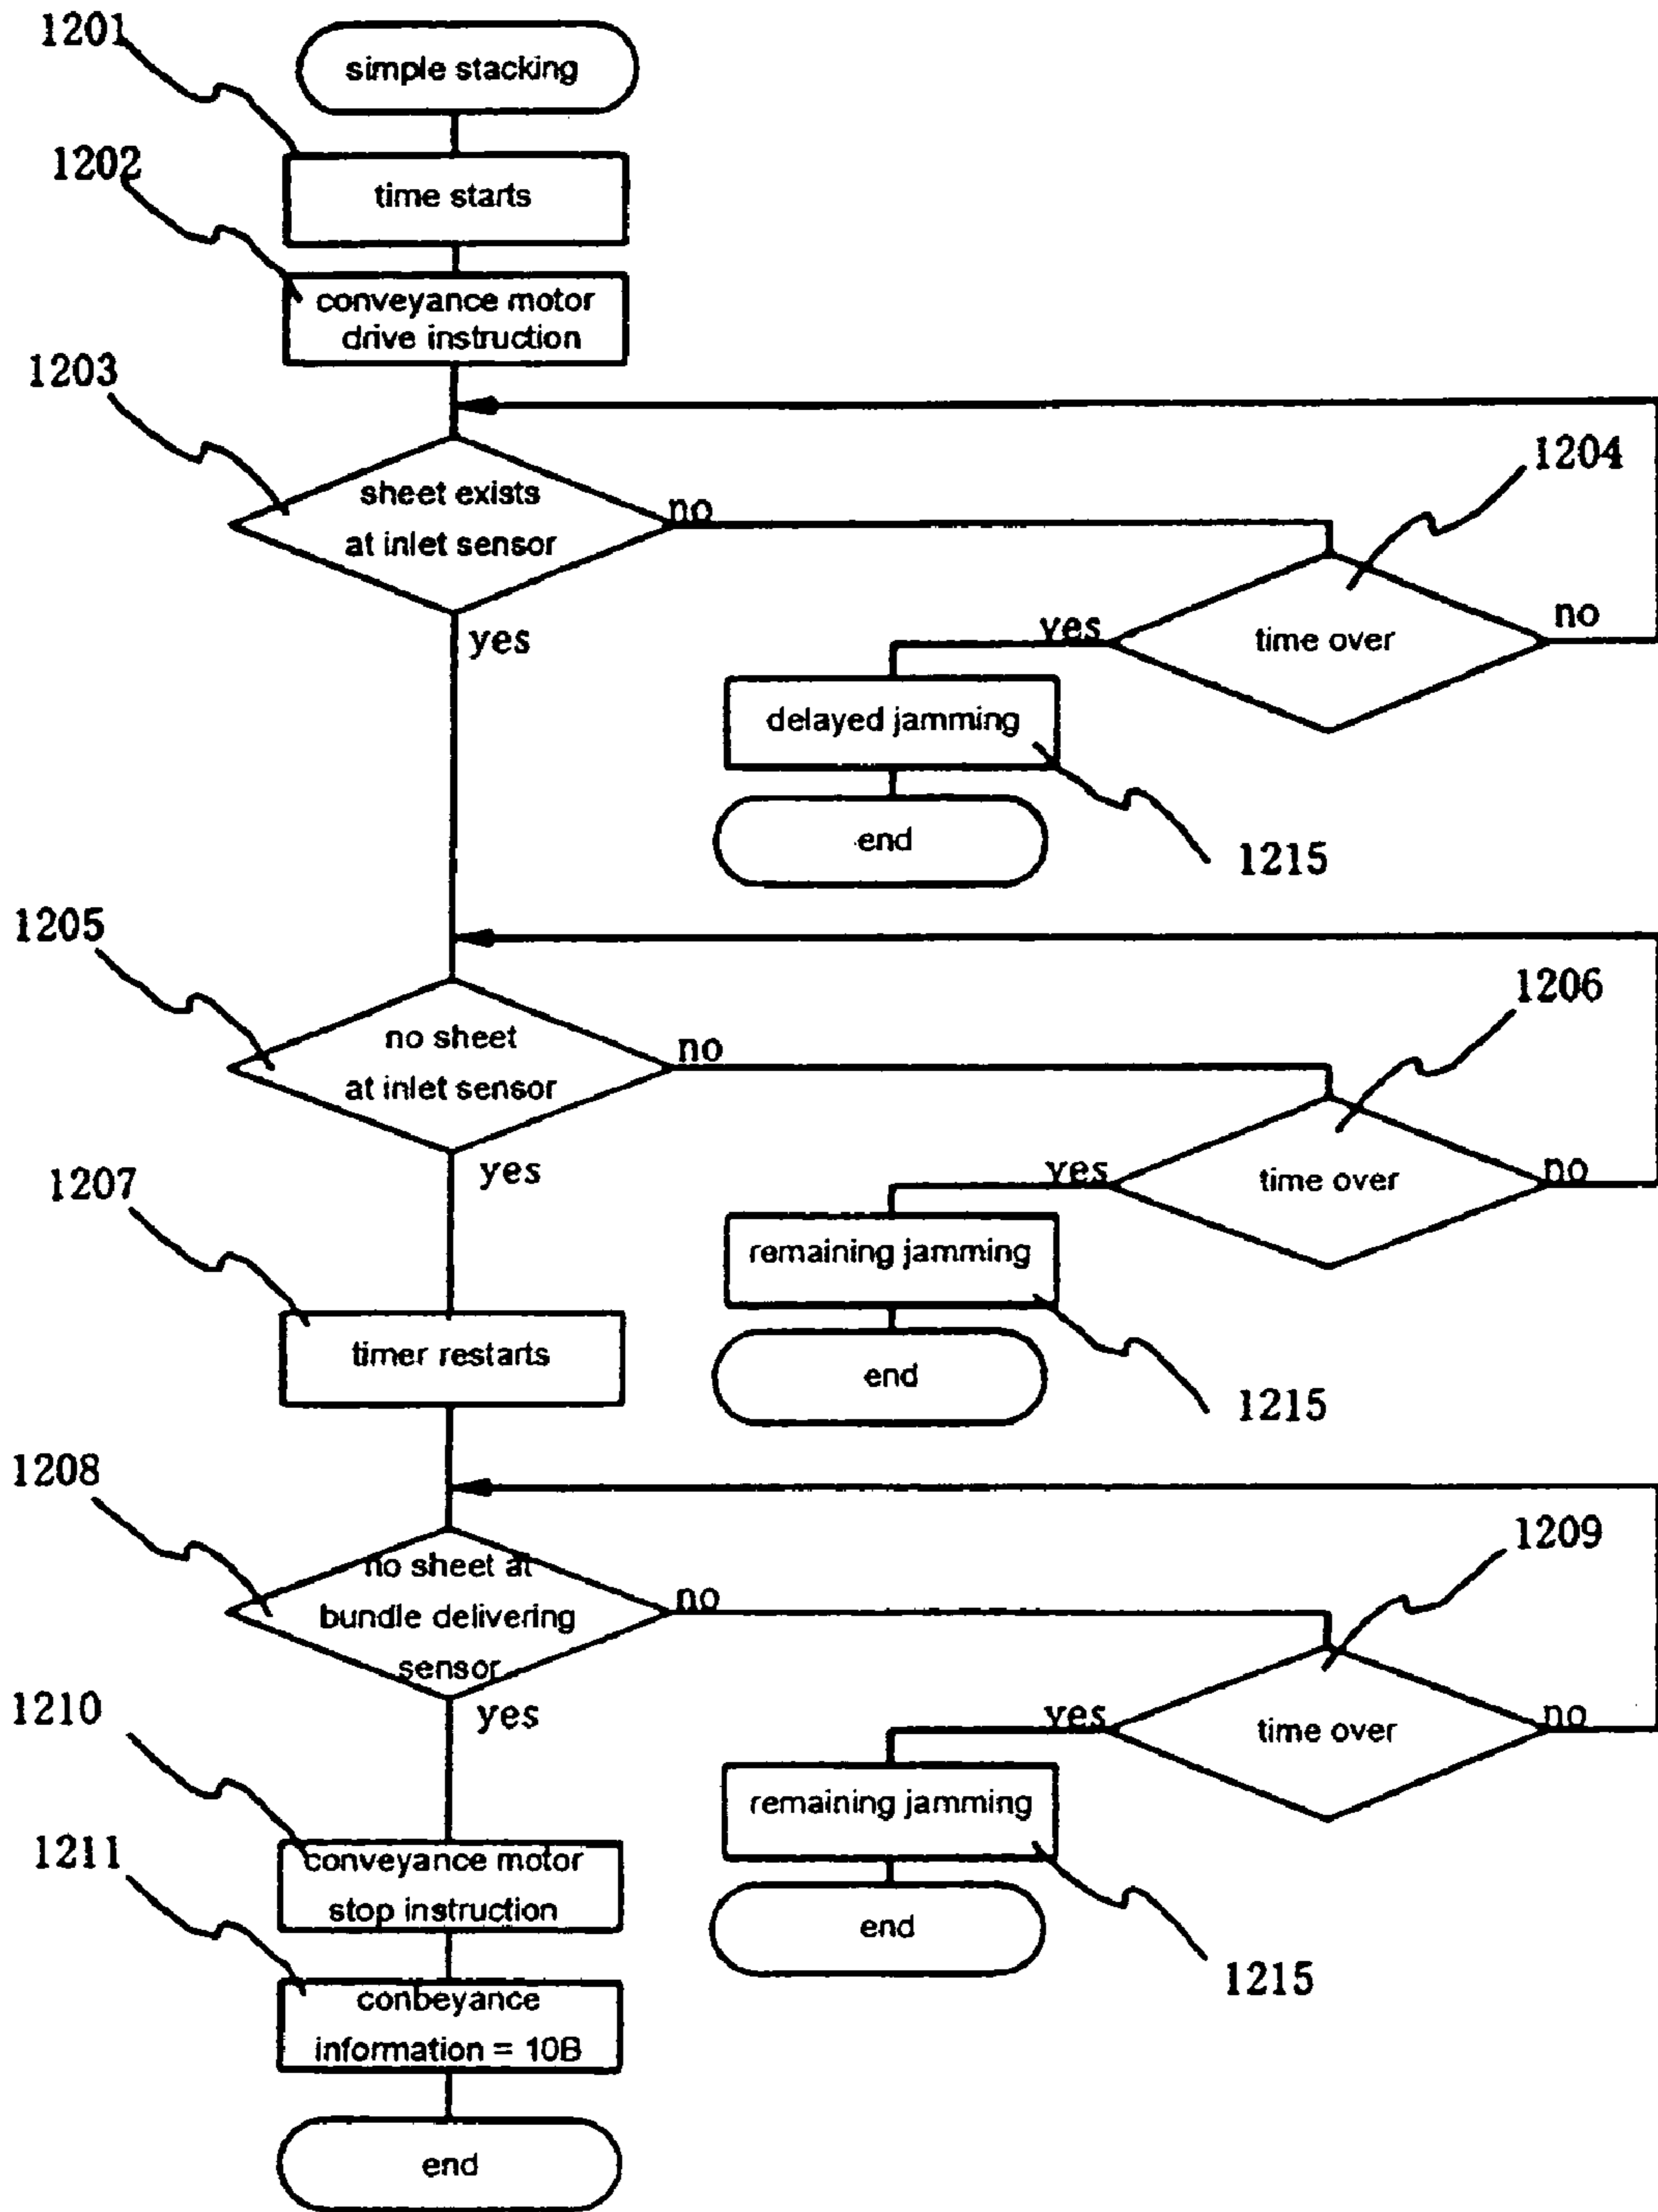 1201
simple stacking
1202
time starts
conveyance motor
drive instruction
1203
1204
sheet exists
at inlet sensor
no
yes
yes
time over
no
delayed jamming
end
1215
1205
1206
no sheet
at inlet sensor
no
yes
yes
time over
no
1207
remaining jamming
timer restarts
end
1215
1208
1209
no sheet at
bundle delivering
sensor
no
yes
yes
time over
no
1210
remaining jamming
1211
conveyance motor
stop instruction
end
1215
conbeyance
information = 10B
end